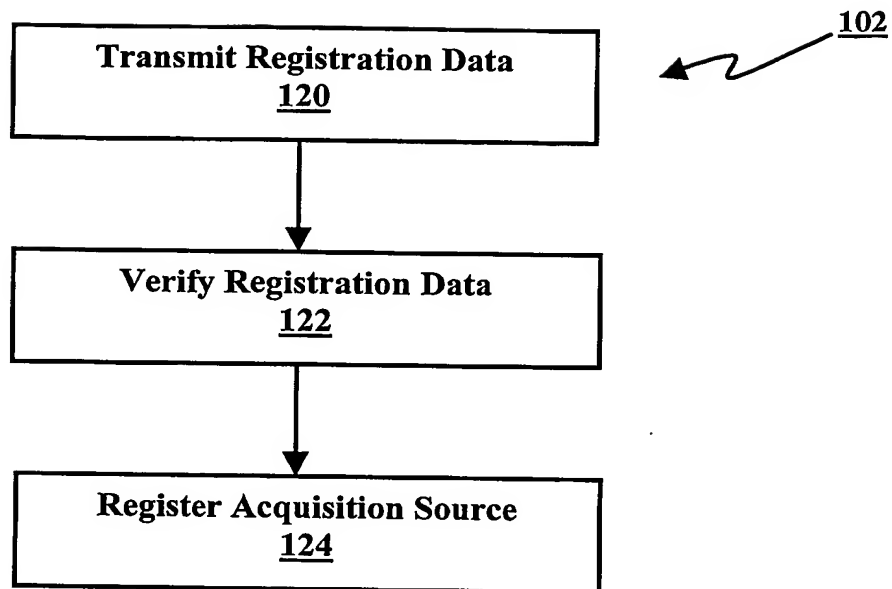 102
Transmit Registration Data
120
Verify Registration Data
122
Register Acquisition Source
124